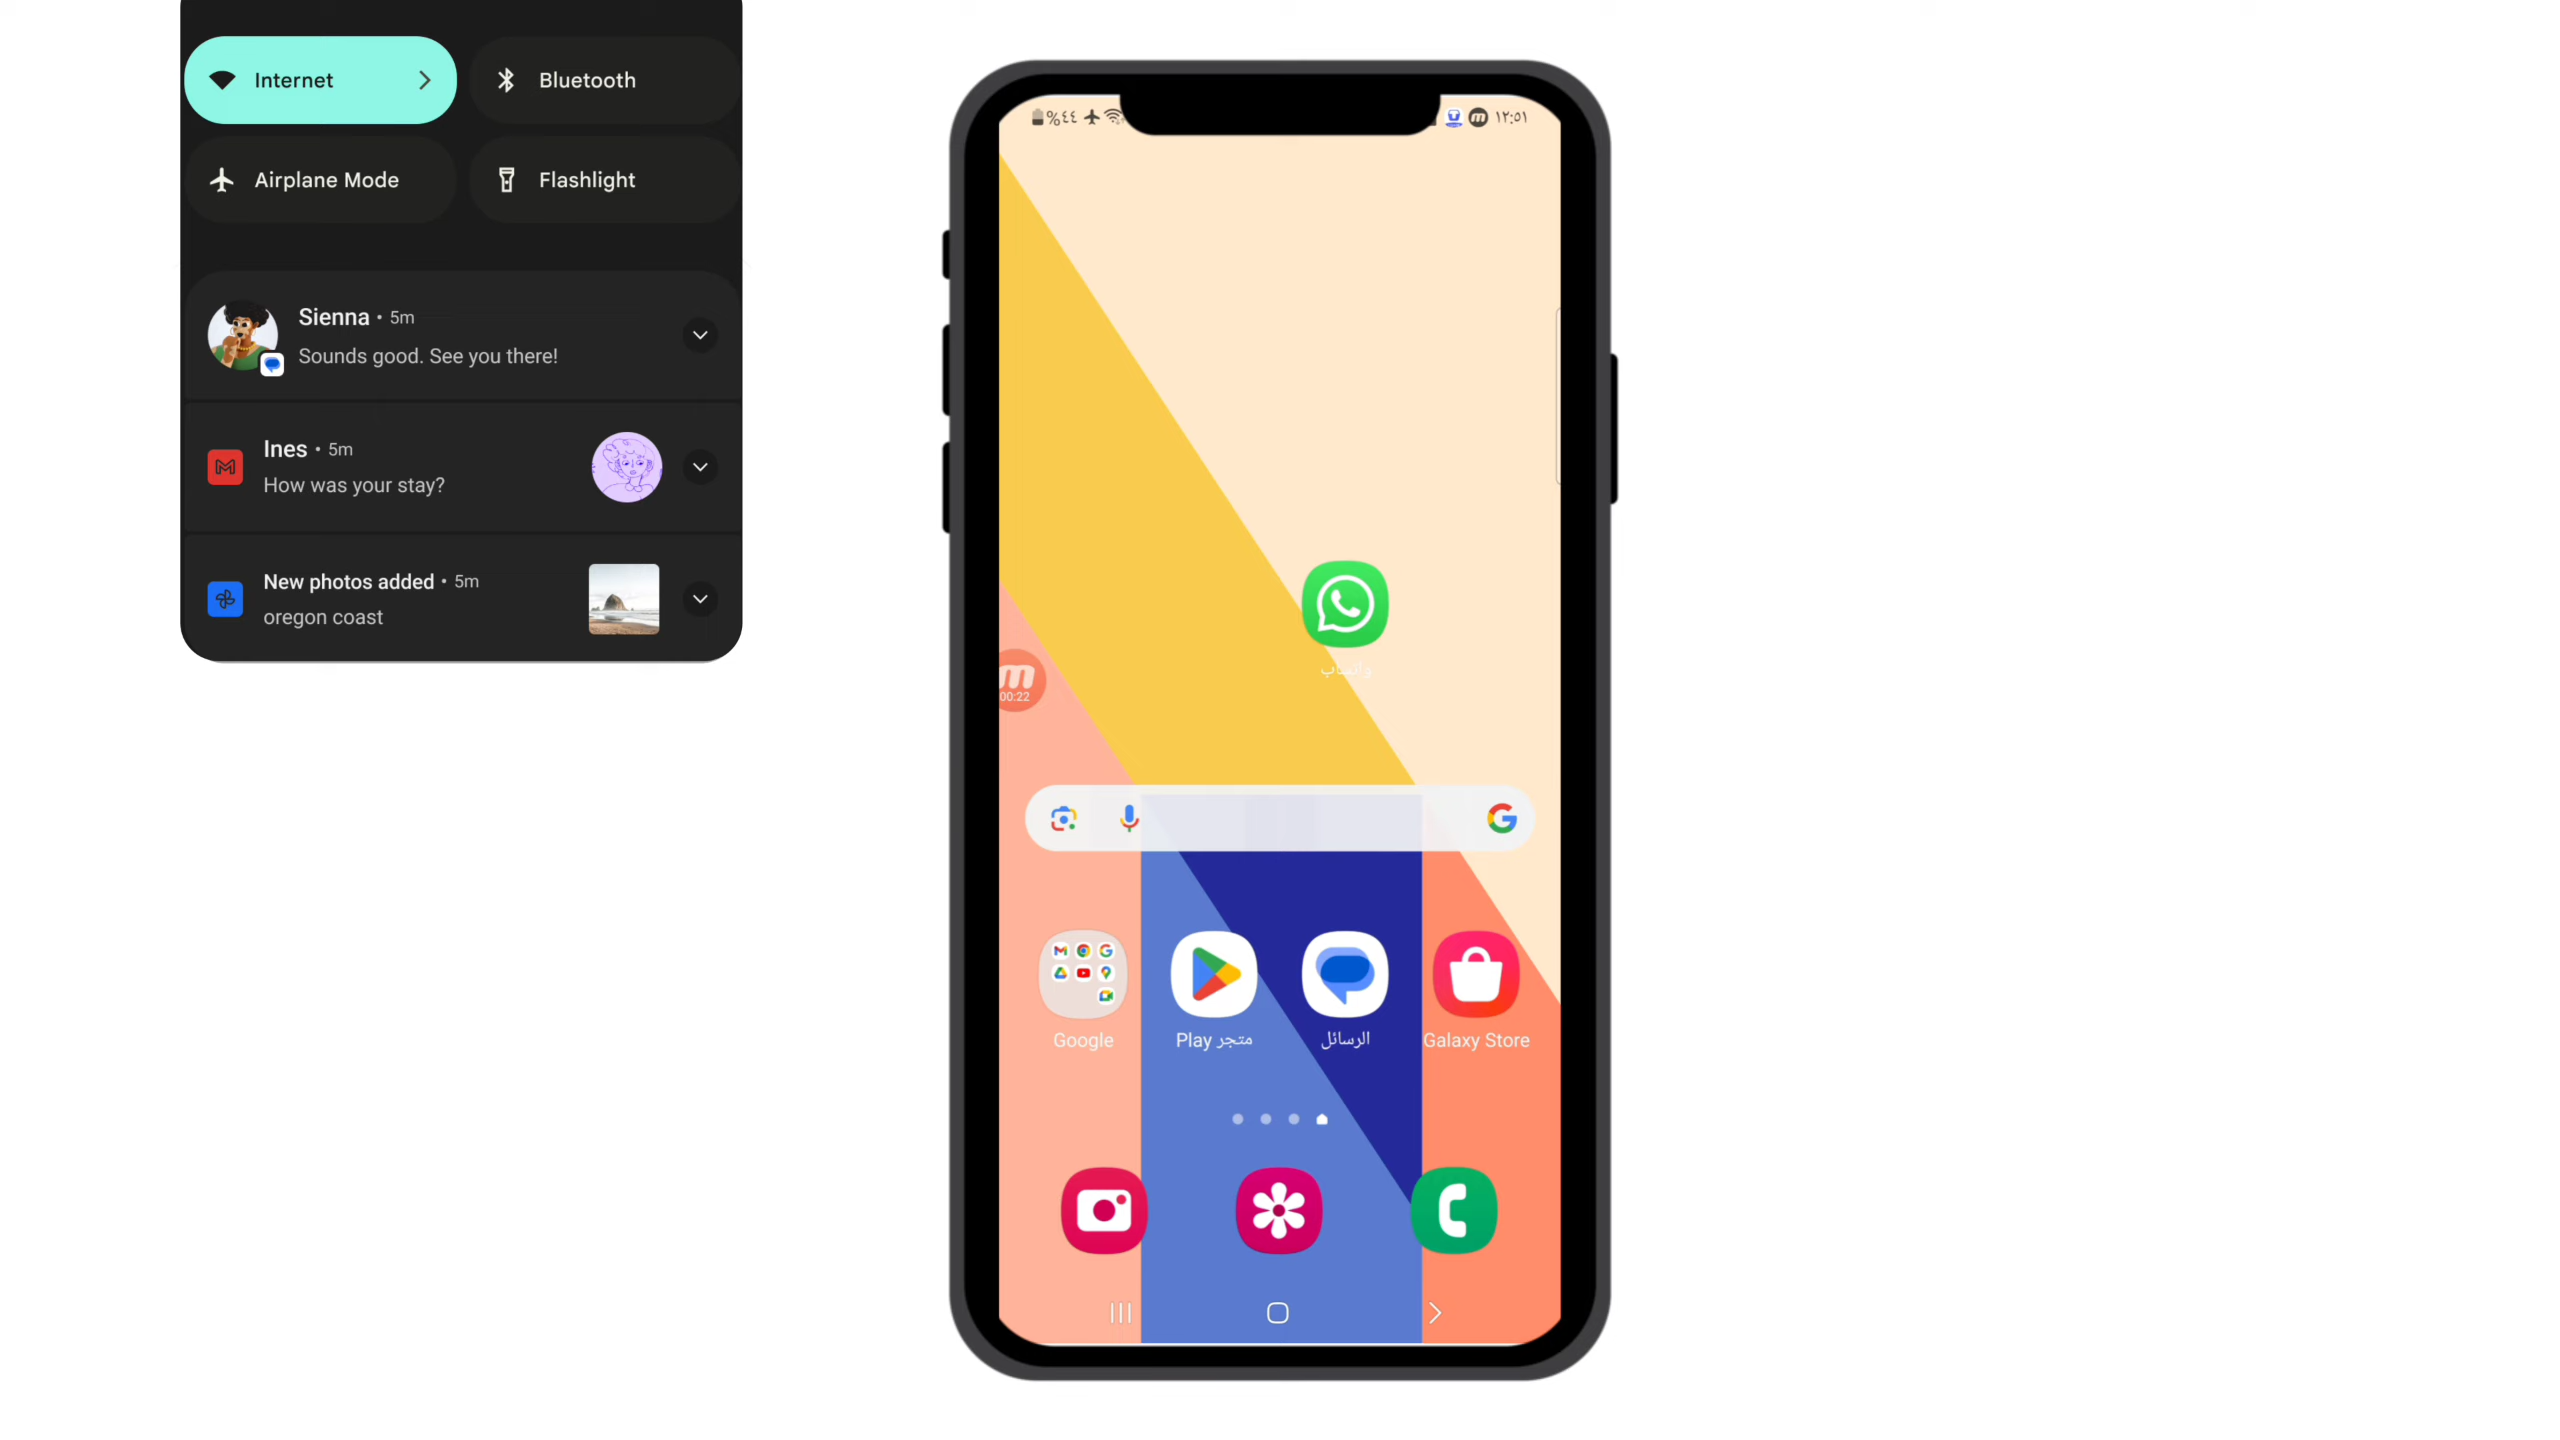 Internet
Bluetooth
Airplane Mode
Flashlight
Sienna • 5m
Sounds good. See you there!
Ines • 5m
How was your stay?
New photos added • 5m
oregon coast
%٤٤
١٢:٥١
واتساب
00:22
Google
متجر Play
الرسائل
Galaxy Store